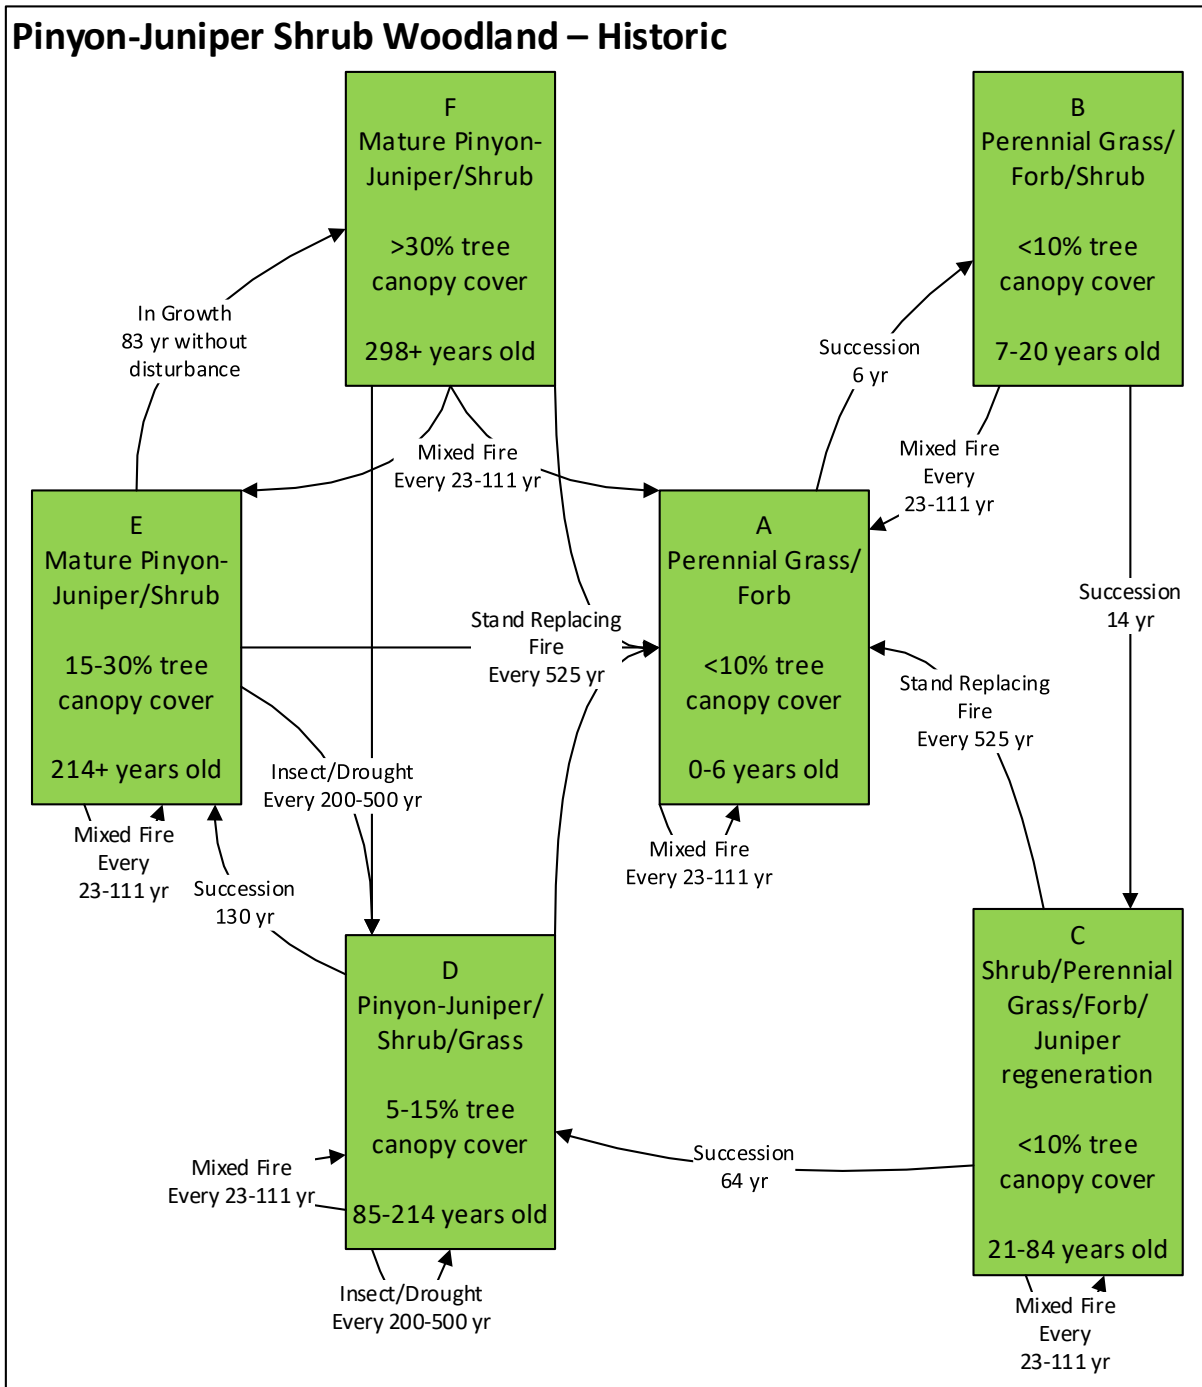 Pinyon-Juniper Shrub Woodland – Historic
F
Mature Pinyon-
Juniper/Shrub
>30% tree
canopy cover
298+ years old
B
Perennial Grass/
Forb/Shrub
<10% tree
canopy cover
7-20 years old
In Growth
83 yr without
disturbance
Succession
6 yr
Mixed Fire
Every 23-111 yr
Mixed Fire
Every
23-111 yr
E
Mature Pinyon-
Juniper/Shrub
15-30% tree
canopy cover
214+ years old
A
Perennial Grass/
Forb
<10% tree
canopy cover
0-6 years old
Succession
14 yr
Stand Replacing
Fire
Every 525 yr
Stand Replacing
Fire
Every 525 yr
Insect/Drought
Every 200-500 yr
Mixed Fire
Every
23-111 yr
Mixed Fire
Every 23-111 yr
Succession
130 yr
D
Pinyon-Juniper/
Shrub/Grass
5-15% tree
canopy cover
85-214 years old
C
Shrub/Perennial
Grass/Forb/
Juniper
regeneration
<10% tree
canopy cover
21-84 years old
Succession
64 yr
Mixed Fire
Every 23-111 yr
Insect/Drought
Every 200-500 yr
Mixed Fire
Every
23-111 yr